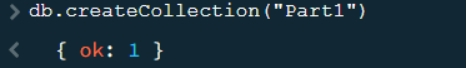 > db.createCollection("Part1")
< { ok: 1 }